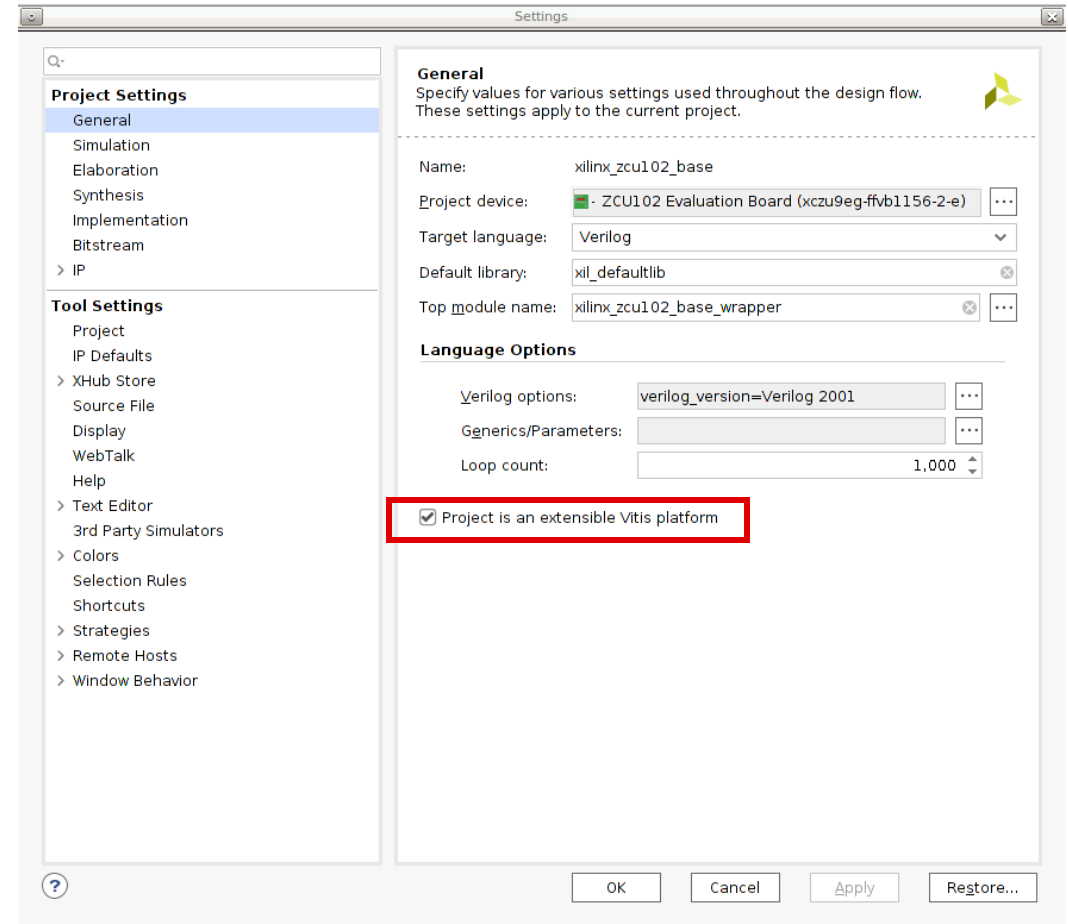 Settings
Project Settings
General
Simulation
Elaboration
Synthesis
Implementation
Bitstream
IP
Tool Settings
Project
IP Defaults
XHub Store
Source File
Display
WebTalk
Help
Text Editor
3rd Party Simulators
Colors
Selection Rules
Shortcuts
Strategies
Remote Hosts
Window Behavior
General
Specify values for various settings used throughout the design flow.
These settings apply to the current project.
Name: xilinx_zcu102_base
Project device: - ZCU102 Evaluation Board (xczu9eg-ffvb1156-2-e) ...
Target language: Verilog
Default library: xil_defaultlib
Top module name: xilinx_zcu102_base_wrapper ...
Language Options
Verilog options: verilog_version=Verilog 2001 ...
Generics/Parameters: ...
Loop count: 1,000
Project is an extensible Vitis platform
? OK Cancel Apply Restore...